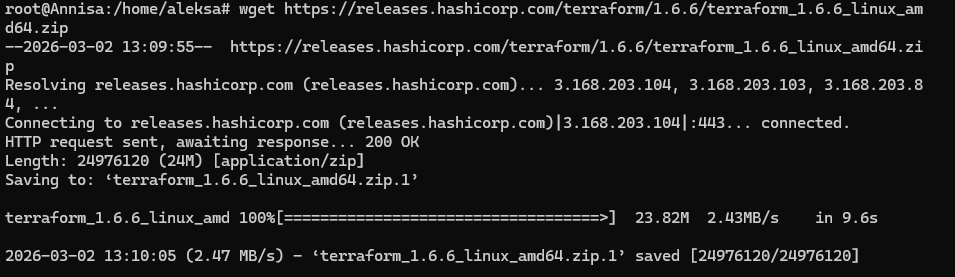 root@Annisa:/home/aleksa# wget https://releases.hashicorp.com/terraform/1.6.6/terraform_1.6.6_linux_am
d64.zip
--2026-03-02 13:09:55--  https://releases.hashicorp.com/terraform/1.6.6/terraform_1.6.6_linux_amd64.zi
p
Resolving releases.hashicorp.com (releases.hashicorp.com)... 3.168.203.104, 3.168.203.103, 3.168.203.8
4, ...
Connecting to releases.hashicorp.com (releases.hashicorp.com)|3.168.203.104|:443... connected.
HTTP request sent, awaiting response... 200 OK
Length: 24976120 (24M) [application/zip]
Saving to: ‘terraform_1.6.6_linux_amd64.zip.1’

terraform_1.6.6_linux_amd 100%[===================================>]  23.82M  2.43MB/s    in 9.6s

2026-03-02 13:10:05 (2.47 MB/s) - ‘terraform_1.6.6_linux_amd64.zip.1’ saved [24976120/24976120]